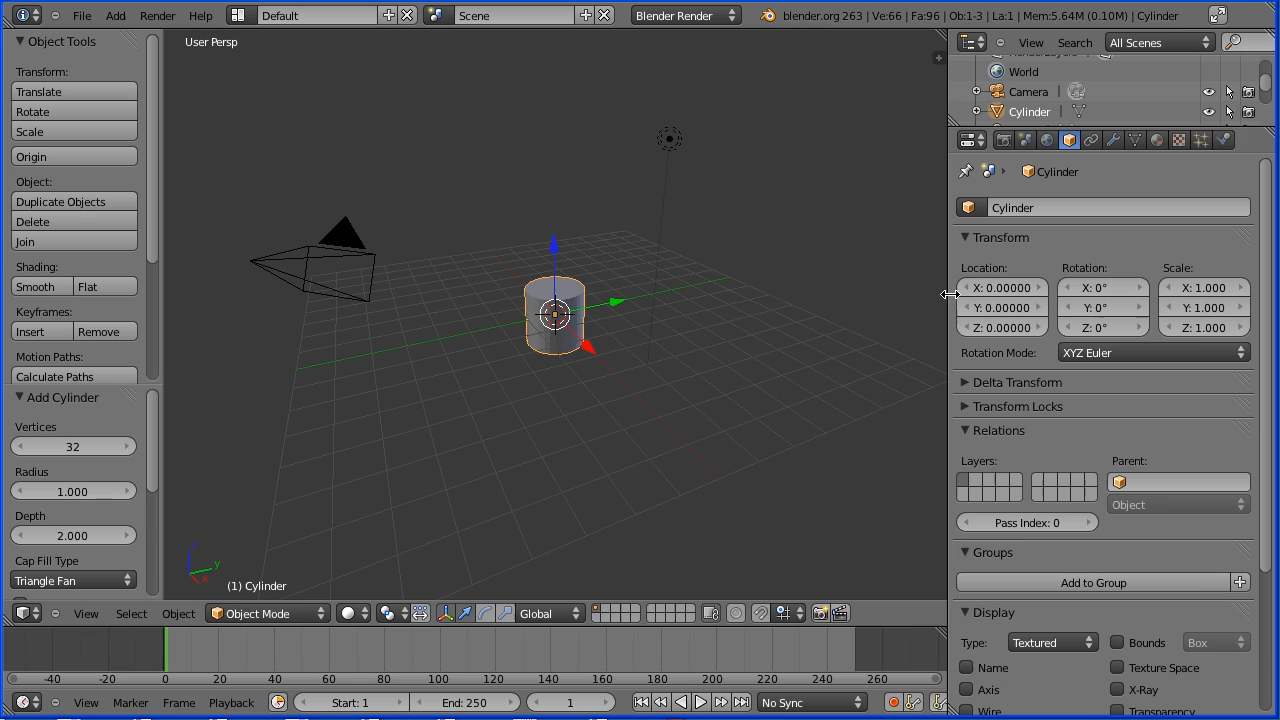 File Add Render Help Default Scene Blender Render blender.org 263 | Ve:66 | Fa:96 | Ob:1-3 | La:1 | Mem:5.64M (0.10M) | Cylinder
Object Tools
Transform:
Translate
Rotate
Scale
Origin
Object:
Duplicate Objects
Delete
Join
Shading:
Smooth Flat
Keyframes:
Insert Remove
Motion Paths:
Calculate Paths
Add Cylinder
Vertices
32
Radius
1.000
Depth
2.000
Cap Fill Type
Triangle Fan
User Persp
z
y
x
(1) Cylinder
View Select Object Object Mode Global
-40 -20 0 20 40 60 80 100 120 140 160 180 200 220 240 260
View Marker Frame Playback Start: 1 End: 250 1 No Sync
View Search All Scenes
World
Camera
Cylinder
Cylinder
Cylinder
Transform
Location: Rotation: Scale:
X: 0.00000 X: 0° X: 1.000
Y: 0.00000 Y: 0° Y: 1.000
Z: 0.00000 Z: 0° Z: 1.000
Rotation Mode: XYZ Euler
Delta Transform
Transform Locks
Relations
Layers: Parent:
Object
Pass Index: 0
Groups
Add to Group
Display
Type: Textured Bounds Box
Name Texture Space
Axis X-Ray
Wire Transparency